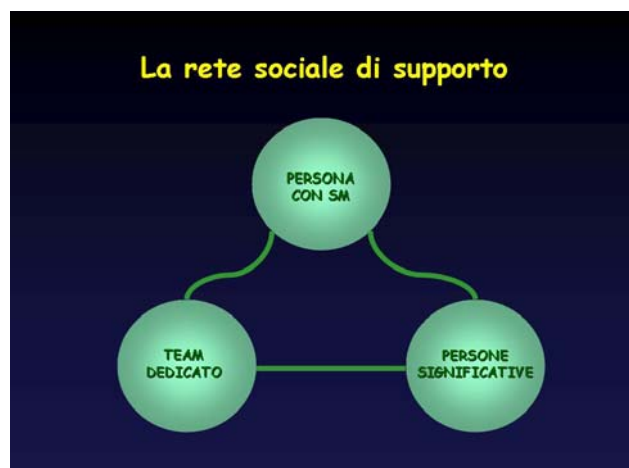 La rete sociale di supporto
PERSONA
CON SM
TEAM
DEDICATO
PERSONE
SIGNIFICATIVE